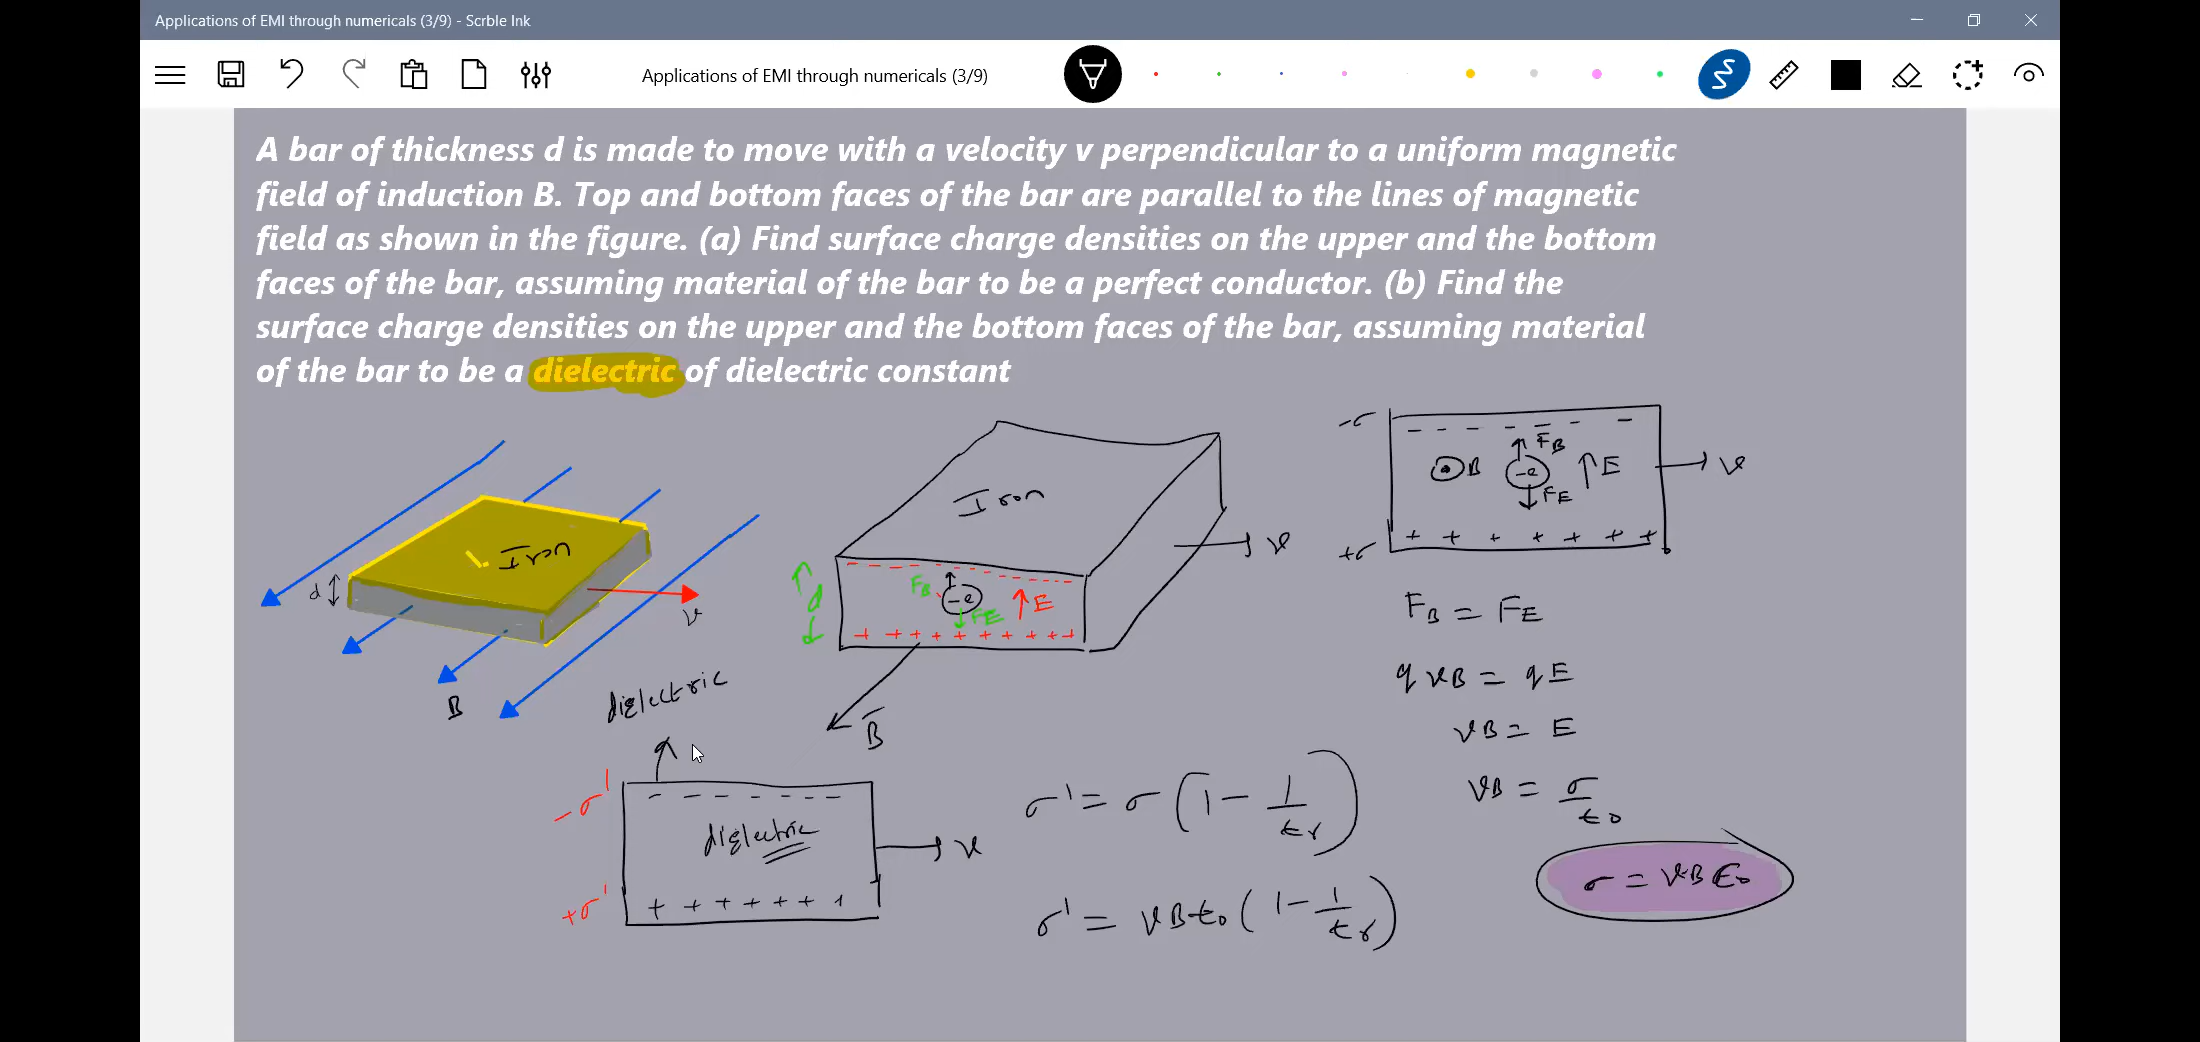 Applications of EMI through numericals (3/9) - Scrble Ink
Applications of EMI through numericals (3/9)
A bar of thickness d is made to move with a velocity v perpendicular to a uniform magnetic
field of induction B. Top and bottom faces of the bar are parallel to the lines of magnetic
field as shown in the figure. (a) Find surface charge densities on the upper and the bottom
faces of the bar, assuming material of the bar to be a perfect conductor. (b) Find the
surface charge densities on the upper and the bottom faces of the bar, assuming material
of the bar to be a dielectric of dielectric constant
Iron
d
v
B
Iron
v
d
F_B
-e
F_E
E
- - - - - - - - - - - - -
+ + + + + + + + + +
B̄
-σ
- - - - - - -
⊙B
F_B
-e
F_E
E
v
+σ
+ + + + + + +
F_B = F_E
qvB = qE
vB = E
vB = σ/ε₀
σ = vBε₀
dielectric
-σ'
- - - - - - -
dielectric
v
+σ'
+ + + + + + +
σ' = σ(1 - 1/εr)
σ' = vBε₀(1 - 1/εr)